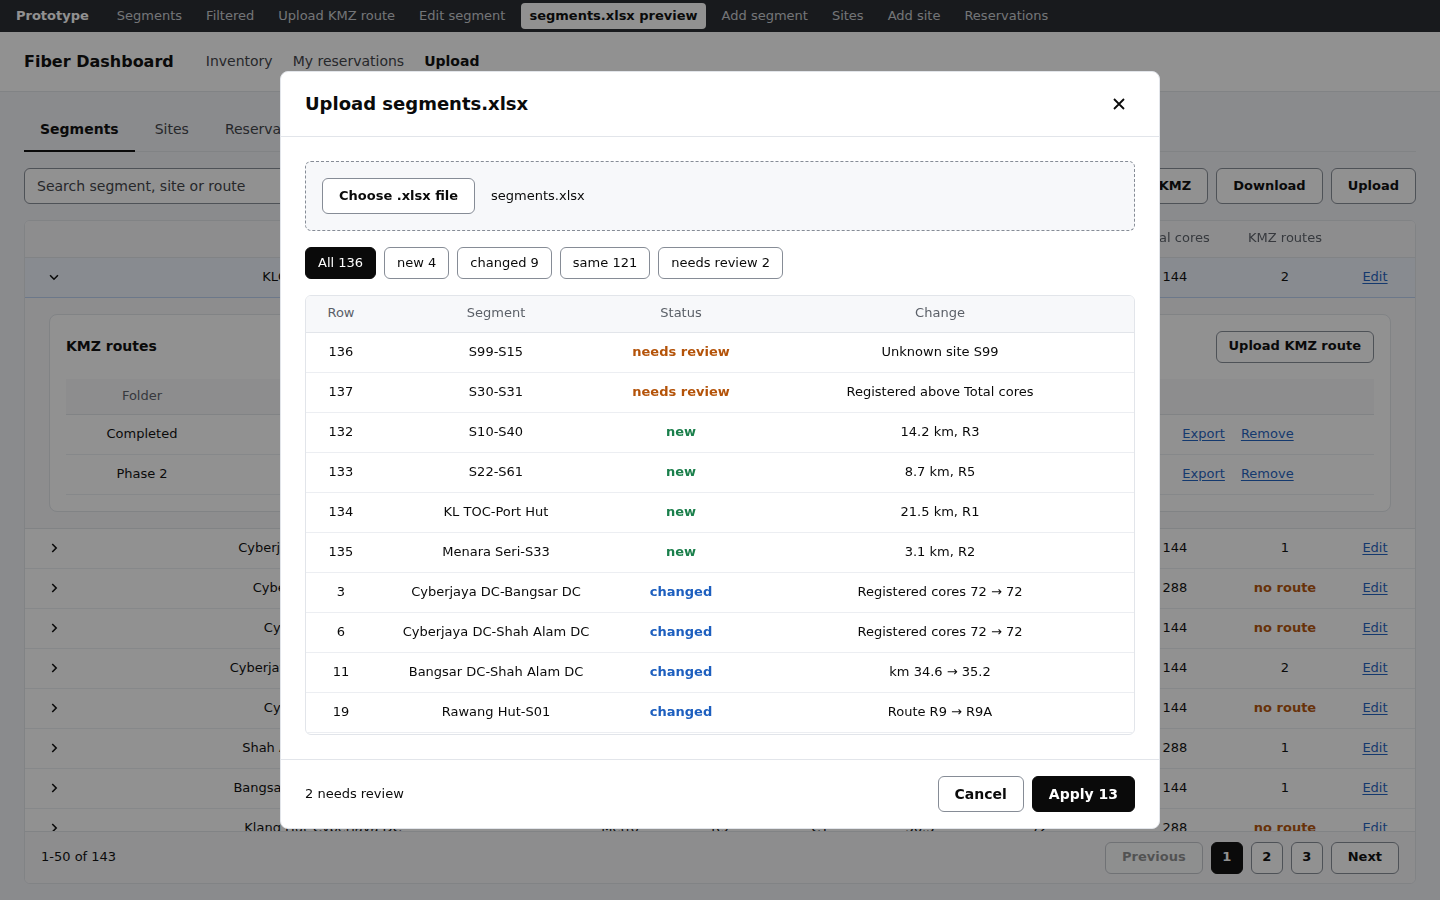 Prototype Segments Filtered Upload KMZ route Edit segment segments.xlsx preview Add segment Sites Add site Reservations
Fiber Dashboard Inventory My reservations Upload
Upload segments.xlsx ✕
Segments Sites
Search segment, site or route KMZ Download Upload
Choose .xlsx file segments.xlsx
All 136 new 4 changed 9 same 121 needs review 2
cores KMZ routes
144 2 Edit
KMZ routes Upload KMZ route
Folder
Completed Export Remove
Phase 2 Export Remove
Row Segment Status Change
136 S99-S15 needs review Unknown site S99
137 S30-S31 needs review Registered above Total cores
132 S10-S40 new 14.2 km, R3
133 S22-S61 new 8.7 km, R5
134 KL TOC-Port Hut new 21.5 km, R1
135 Menara Seri-S33 new 3.1 km, R2
3 Cyberjaya DC-Bangsar DC changed Registered cores 72 → 72
6 Cyberjaya DC-Shah Alam DC changed Registered cores 72 → 72
11 Bangsar DC-Shah Alam DC changed km 34.6 → 35.2
19 Rawang Hut-S01 changed Route R9 → R9A
144 1 Edit
288 no route Edit
144 no route Edit
144 2 Edit
144 no route Edit
Shah 288 1 Edit
144 1 Edit
Klang 288 no route Edit
2 needs review Cancel Apply 13
1-50 of 143 Previous 1 2 3 Next